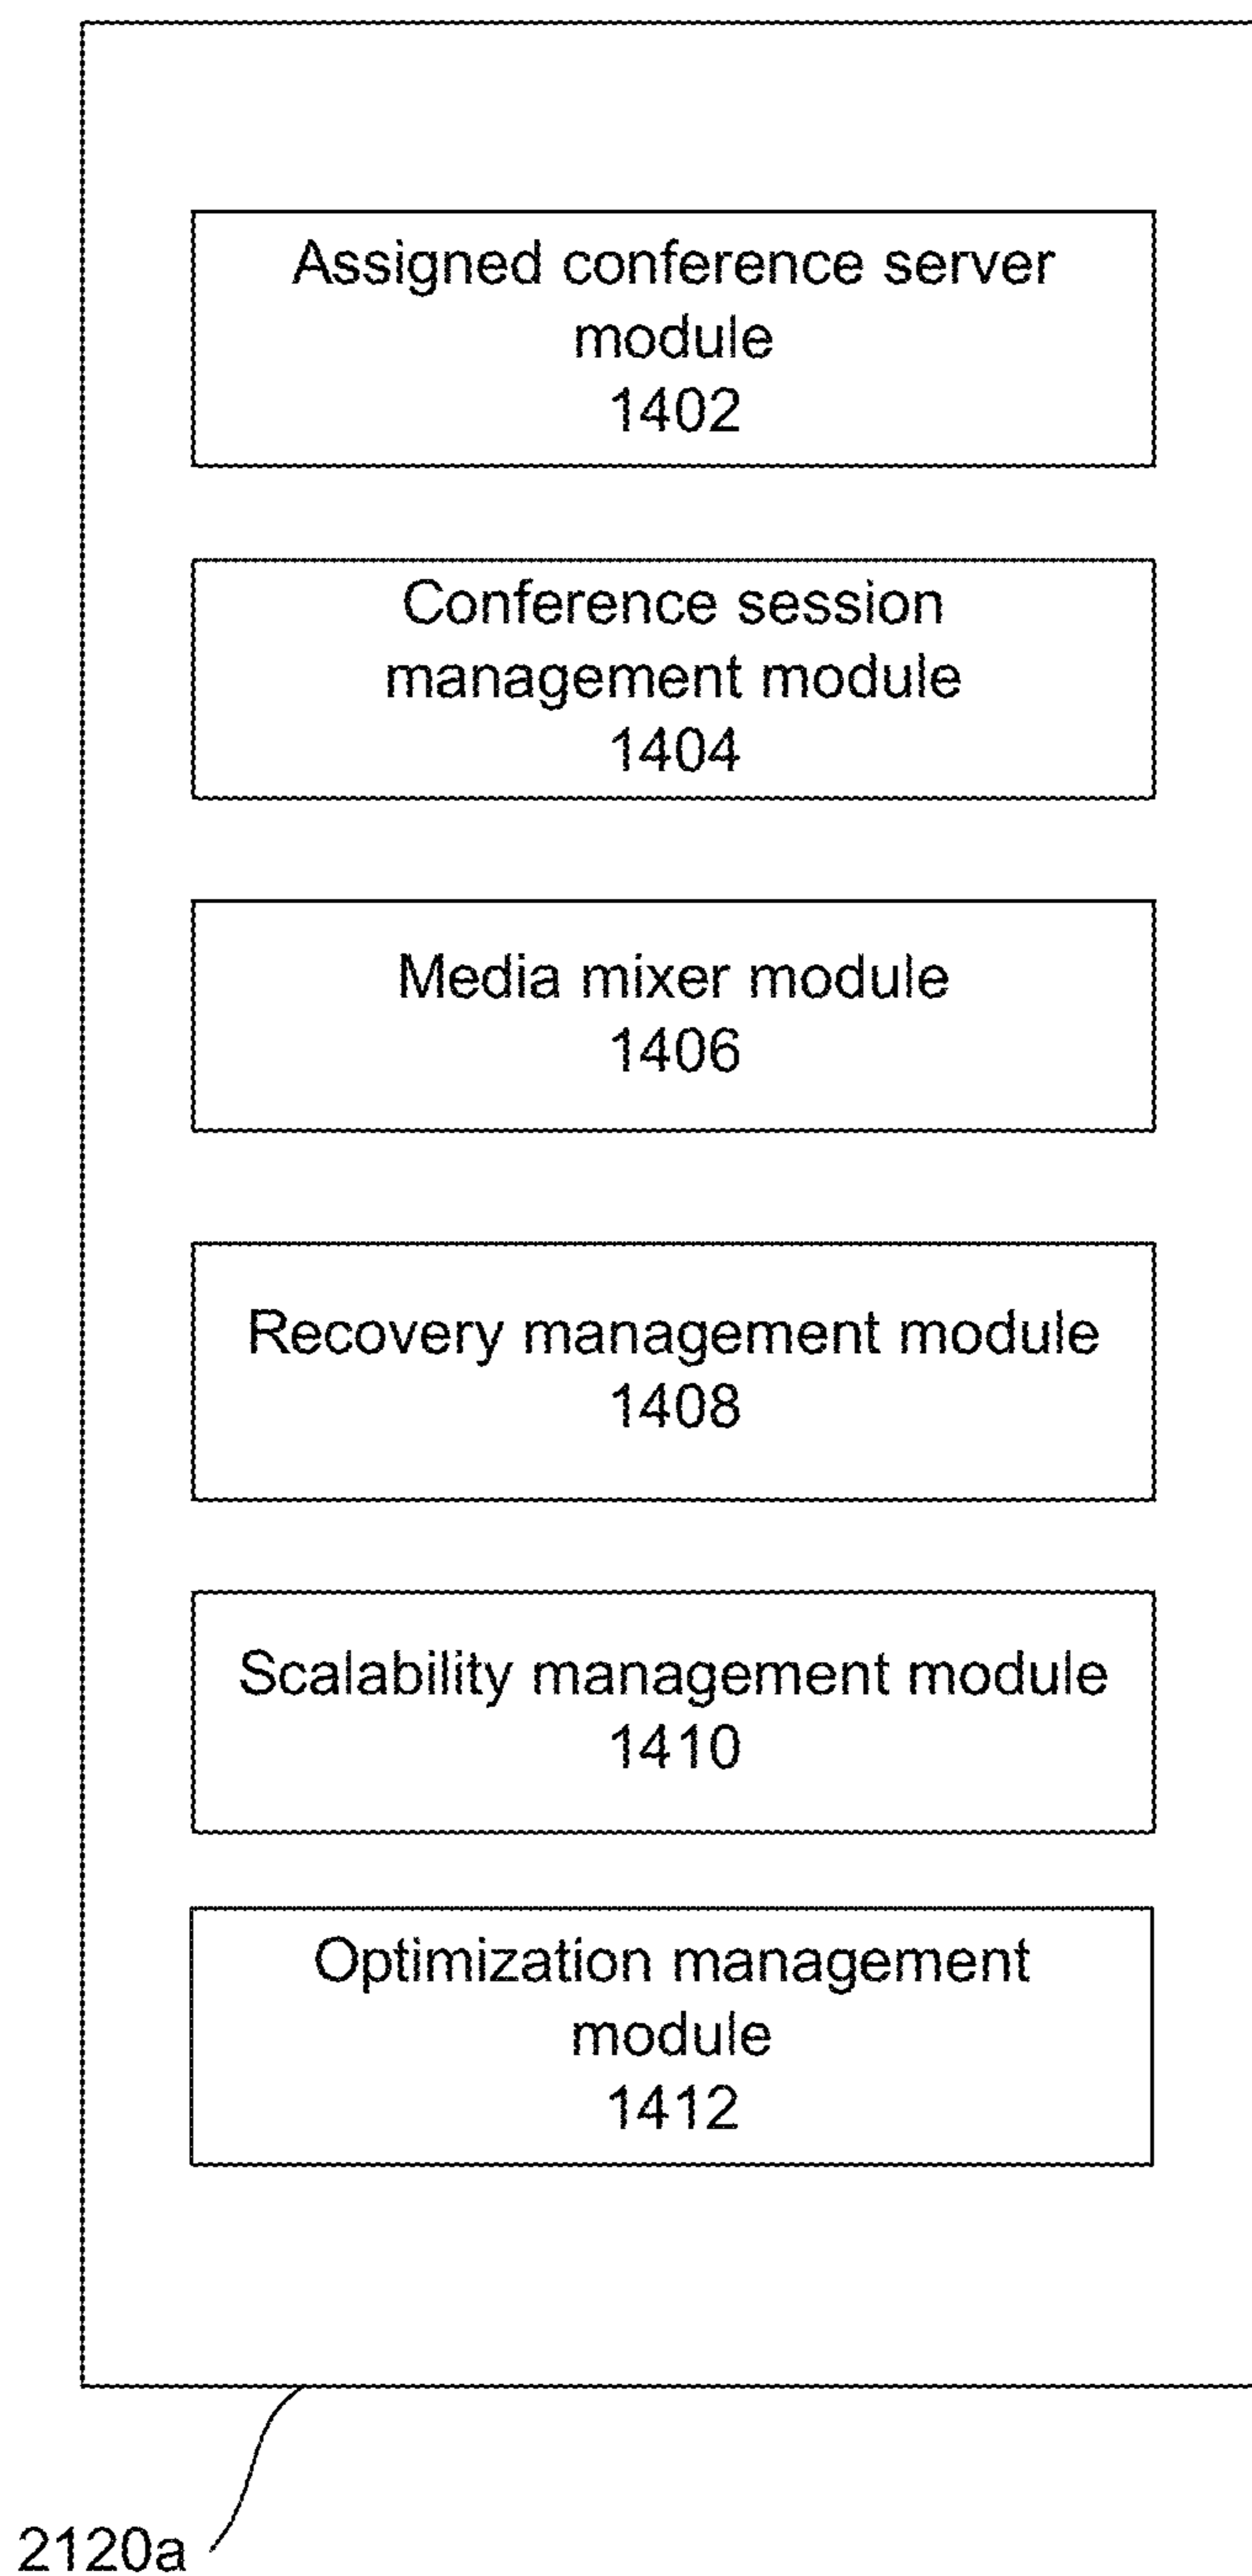 Assigned conference server
module
1402
Conference session
management module
1404
Media mixer module
1406
Recovery management module
1408
Scalability management module
1410
Optimization management
module
1412
2120a